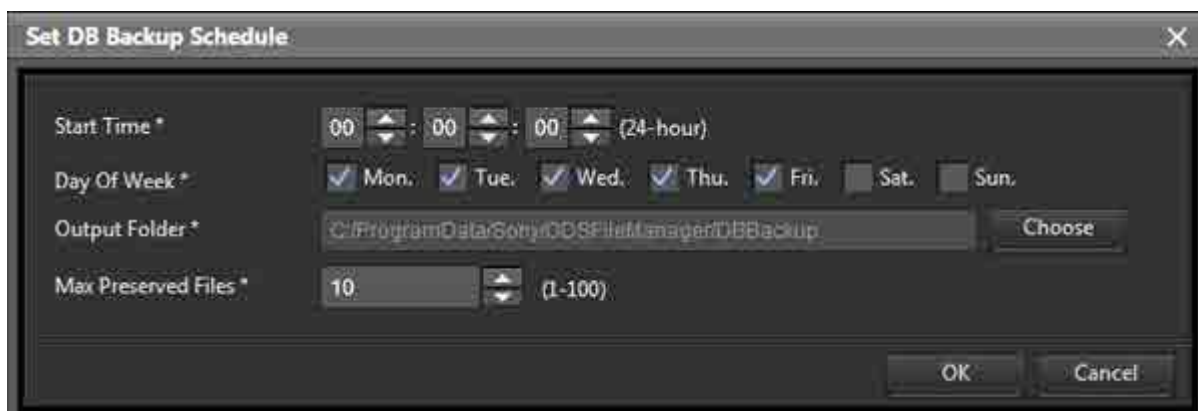 Set DB Backup Schedule
Start Time * 00 : 00 : 00 (24-hour)
Day Of Week * Mon. Tue. Wed. Thu. Fri. Sat. Sun.
Output Folder * C:/ProgramData/Sony/ODSFileManager/DBBackup Choose
Max Preserved Files * 10 (1-100)
OK Cancel